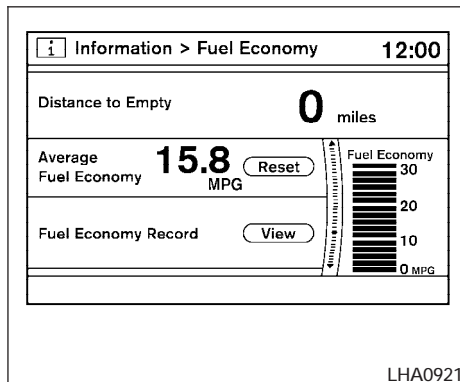 i Information > Fuel Economy 12:00
Distance to Empty 0 miles
Average Fuel Economy 15.8 MPG Reset
Fuel Economy Record View
Fuel Economy
30
20
10
0 MPG
LHA0921